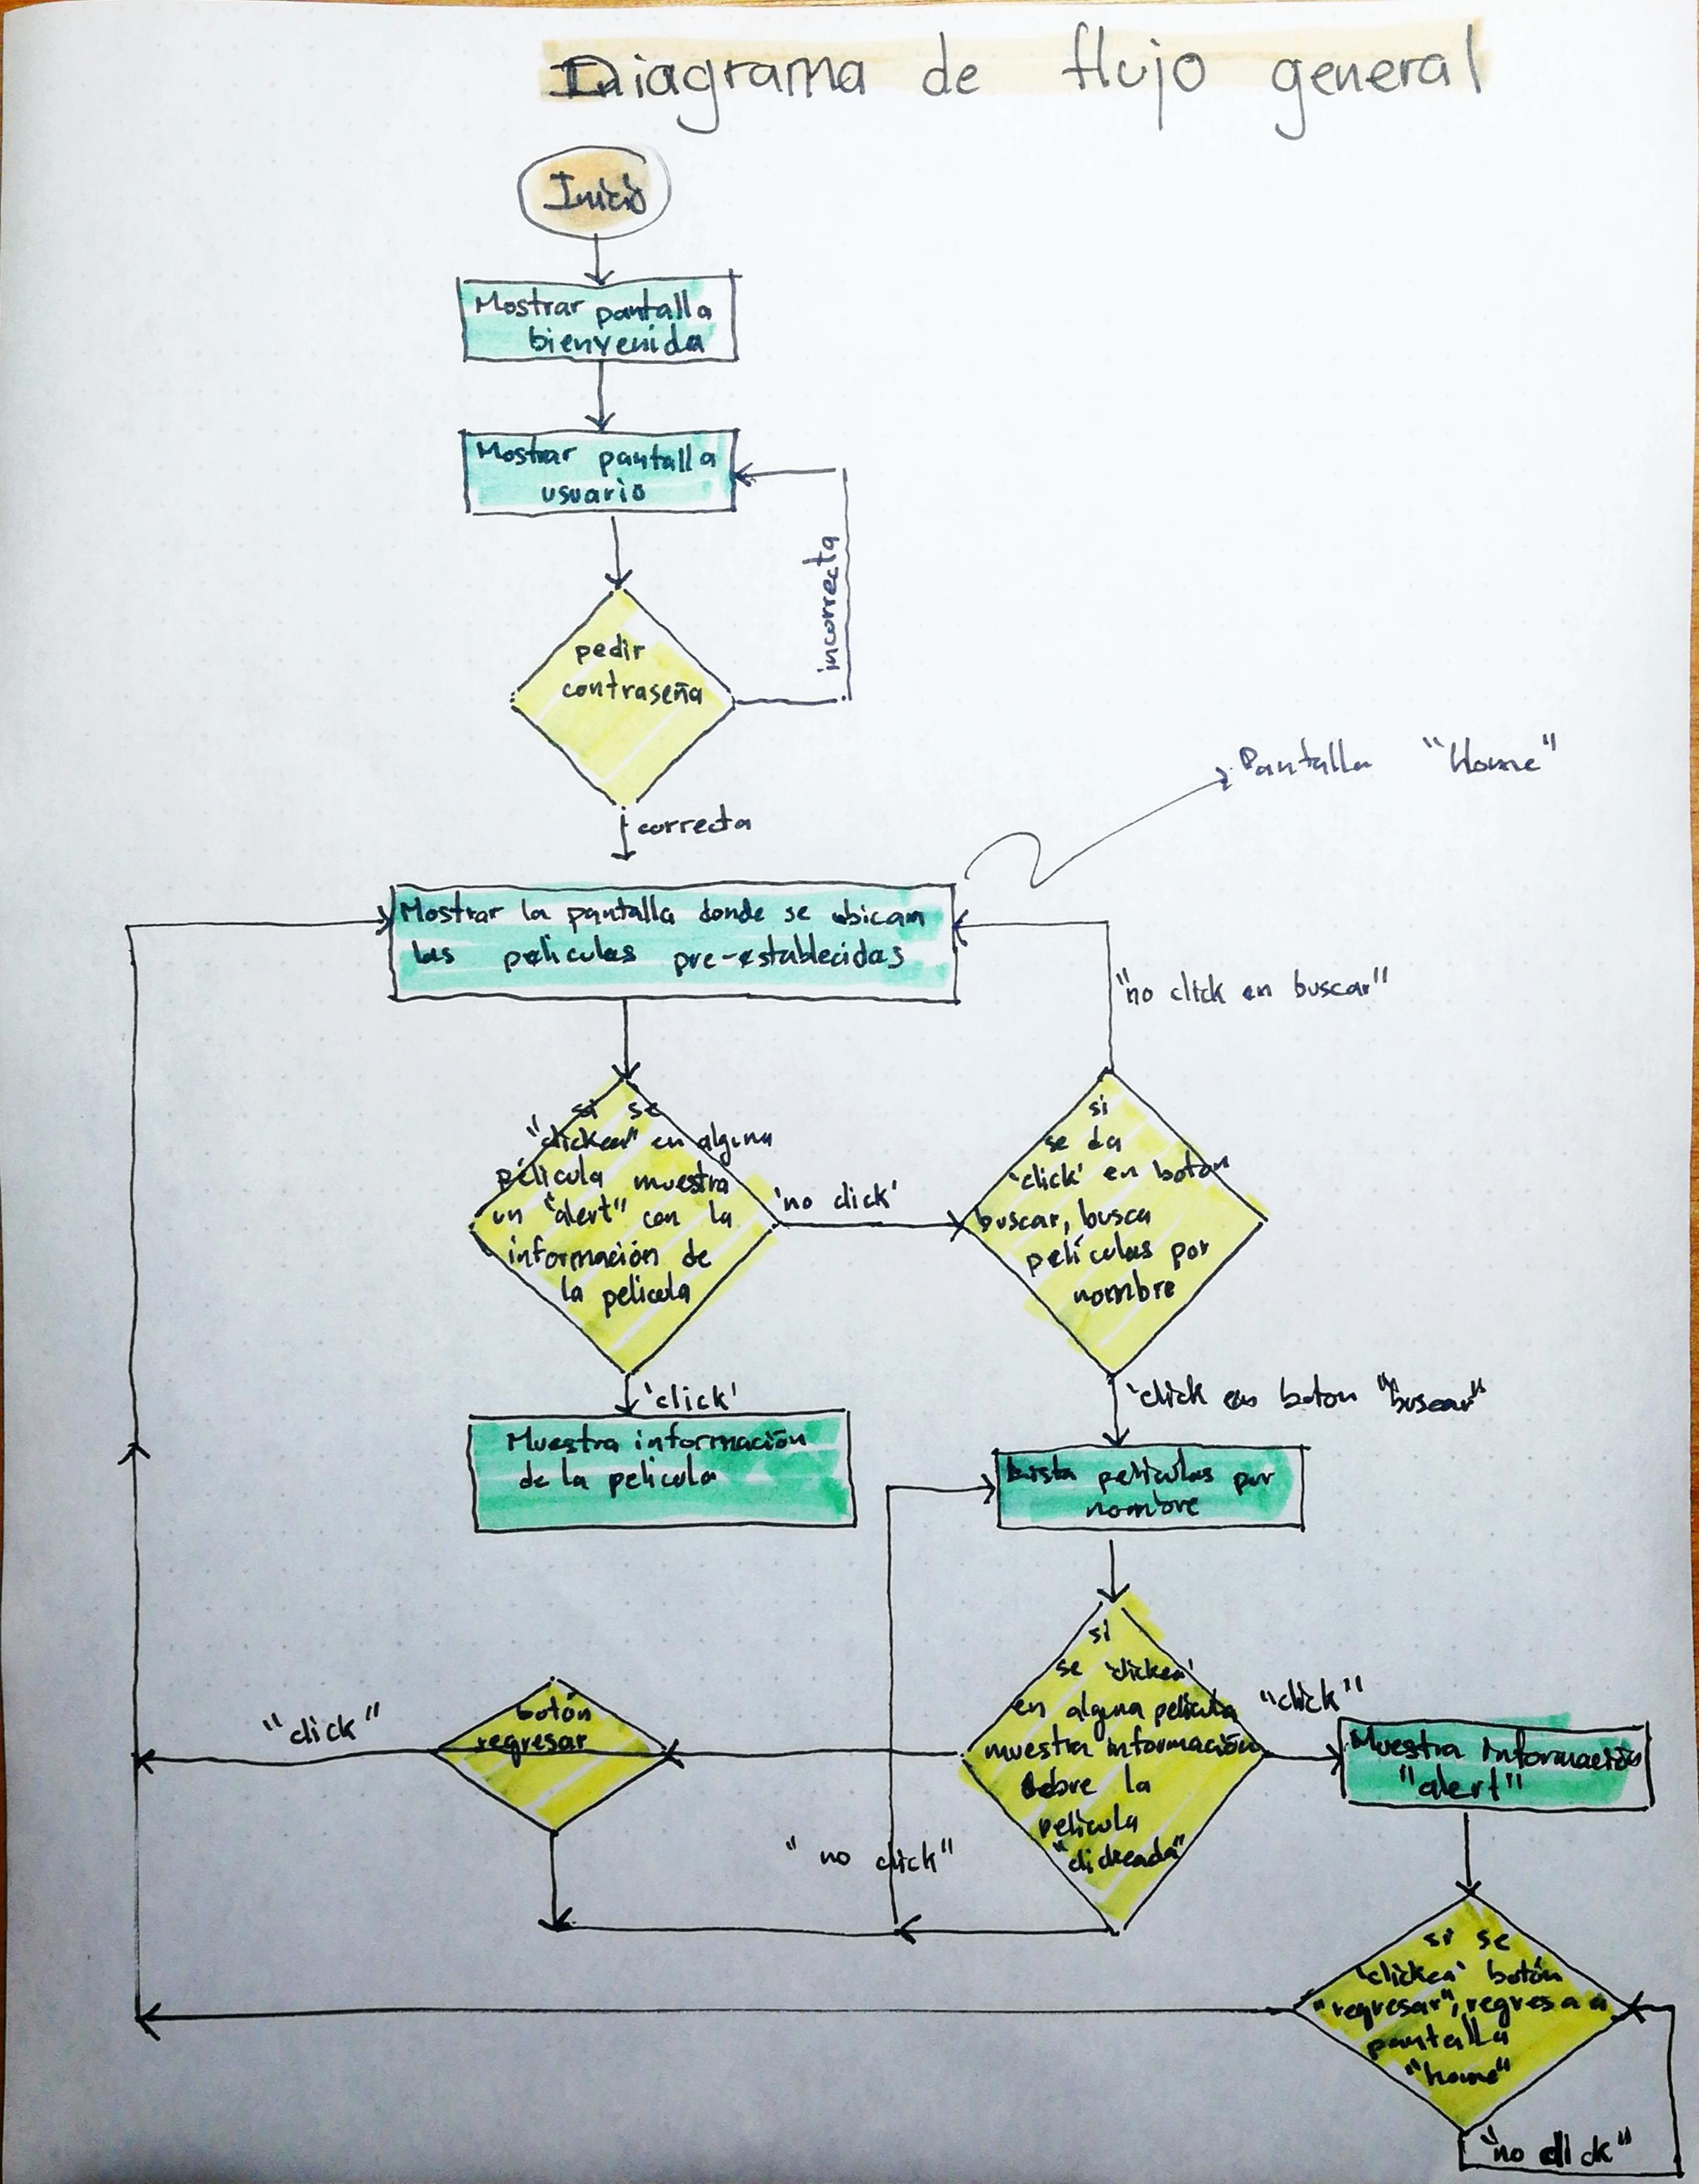 Diagrama de flujo general
Inicio
Mostrar pantalla
bienvenida
Mostrar pantalla
usuario
incorrecta
pedir
contraseña
correcta
Pantalla "Home"
Mostrar la pantalla donde se ubican
las peliculas pre-establecidas
"no click en buscar"
si se
"clickea" en alguna
película muestra
un "alert" con la
información de
la pelicula
'no click'
si
se da
'click' en botón
buscar, busca
películas por
nombre
'click'
'click en boton "buscar"
Muestra información
de la pelicula
Lista peliculas por
nombre
si
se 'clickea'
en alguna pelicula
muestra información
sobre la
pelicula
"clickeada"
"click"
Muestra información
"alert"
botón
regresar
"click"
"no click"
si se
'clickea' botón
"regresar", regresa a
pantalla
"home"
"no click"